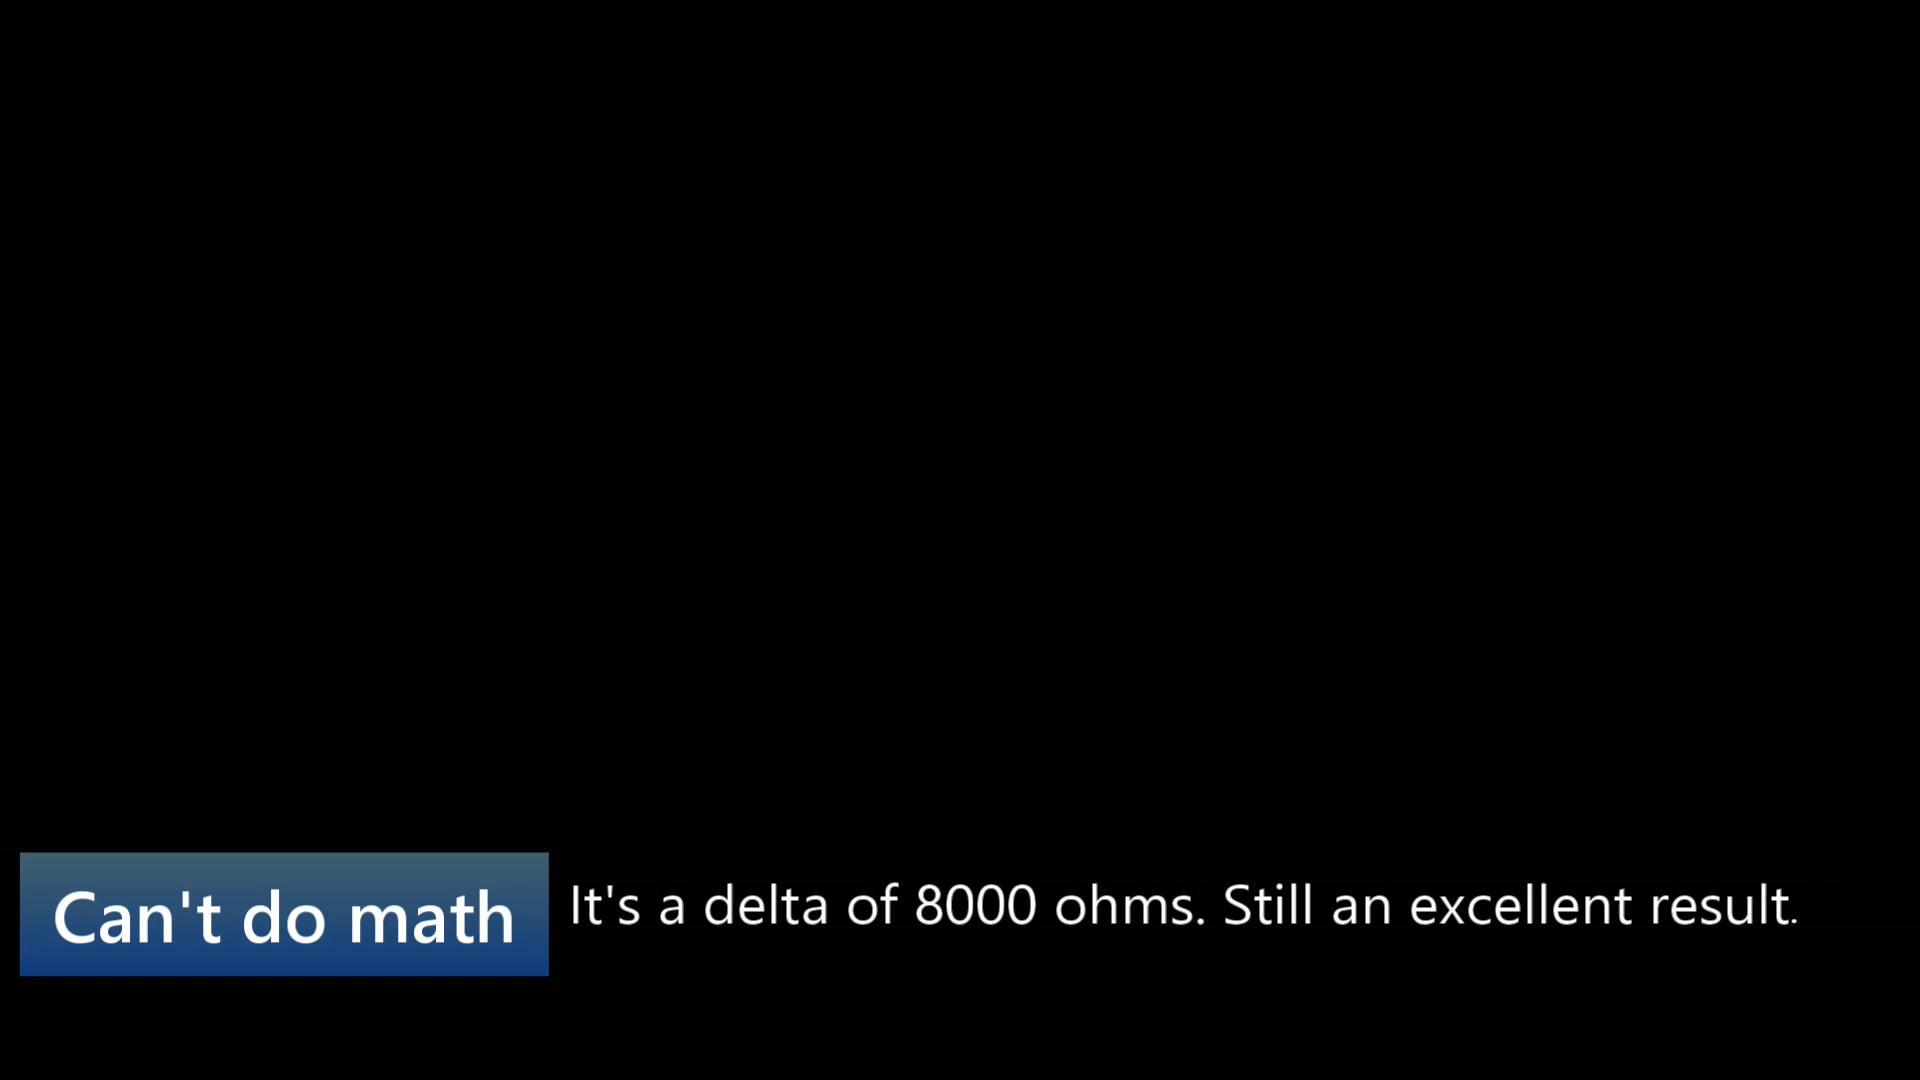 Can't do math
It's a delta of 8000 ohms. Still an excellent result.